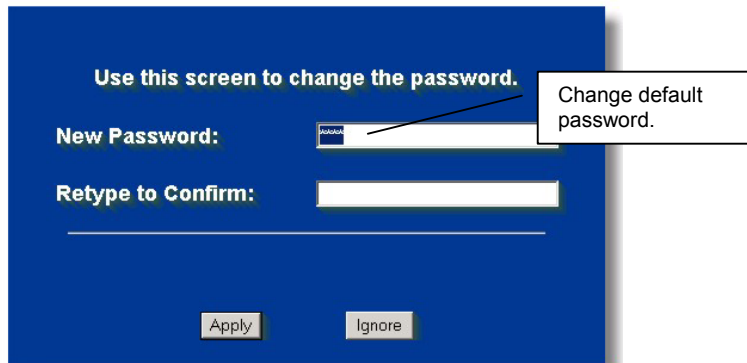 Use this screen to change the password.
Change default
password.
New Password:
Retype to Confirm:
Apply
Ignore